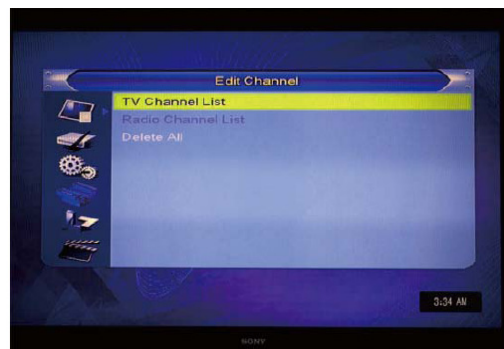 Edit Channel
TV Channel List
Radio Channel List
Delete All
3:34 AM
SONY